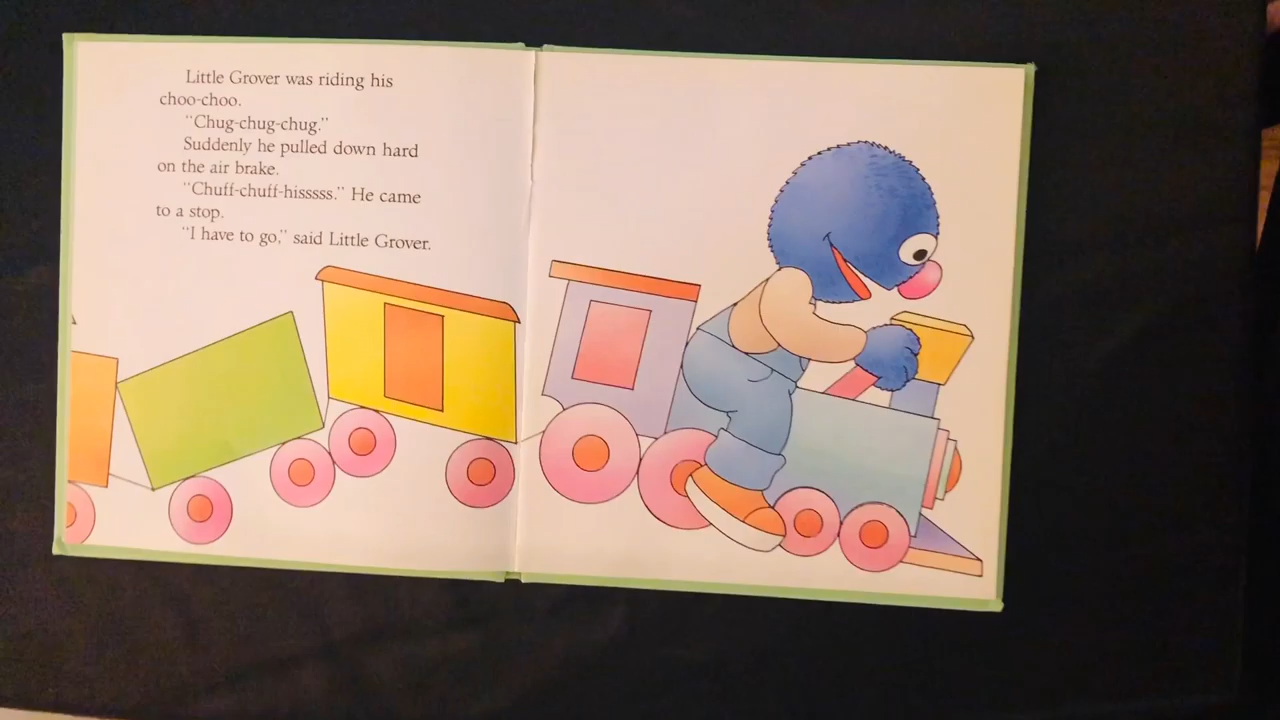 Little Grover was riding his
choo-choo.
"Chug-chug-chug."
Suddenly he pulled down hard
on the air brake.
"Chuff-chuff-hisssss." He came
to a stop.
"I have to go," said Little Grover.